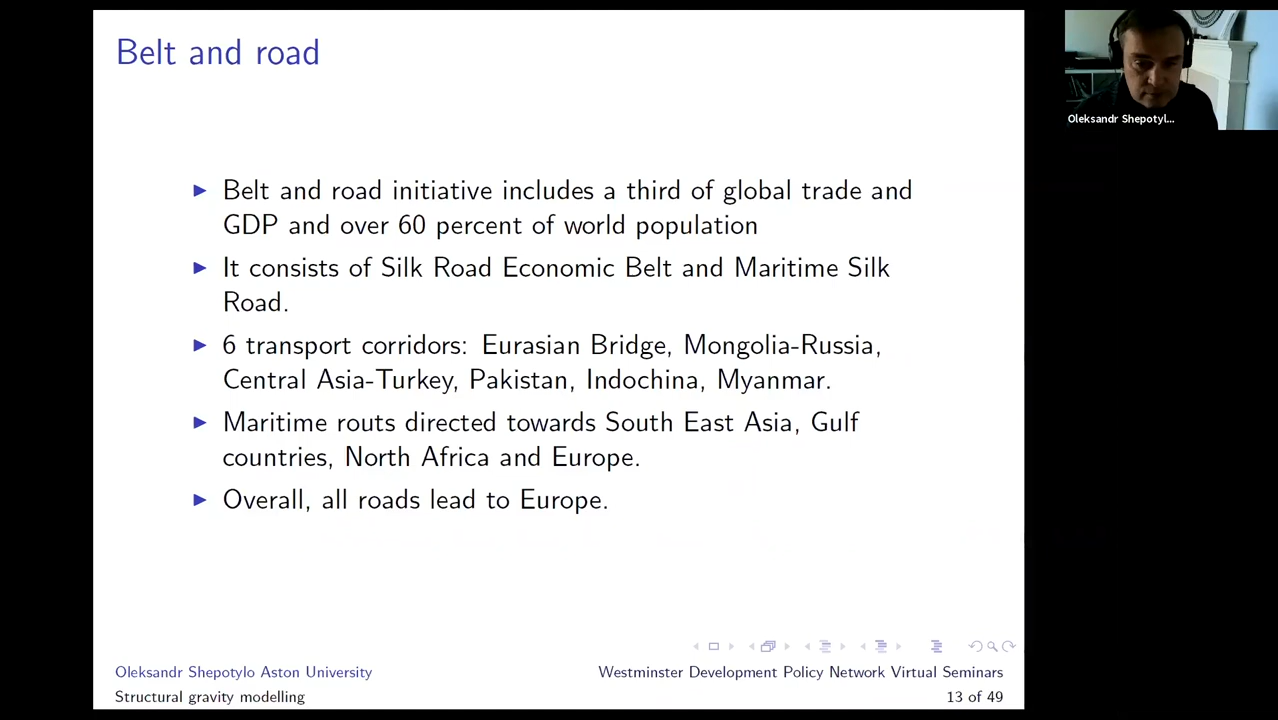 Belt and road
Belt and road initiative includes a third of global trade and
GDP and over 60 percent of world population
It consists of Silk Road Economic Belt and Maritime Silk
Road.
6 transport corridors: Eurasian Bridge, Mongolia-Russia,
Central Asia-Turkey, Pakistan, Indochina, Myanmar.
Maritime routs directed towards South East Asia, Gulf
countries, North Africa and Europe.
Overall, all roads lead to Europe.
Oleksandr Shepotylo Aston University
Westminster Development Policy Network Virtual Seminars
Structural gravity modelling
13 of 49
Oleksandr Shepotyl...